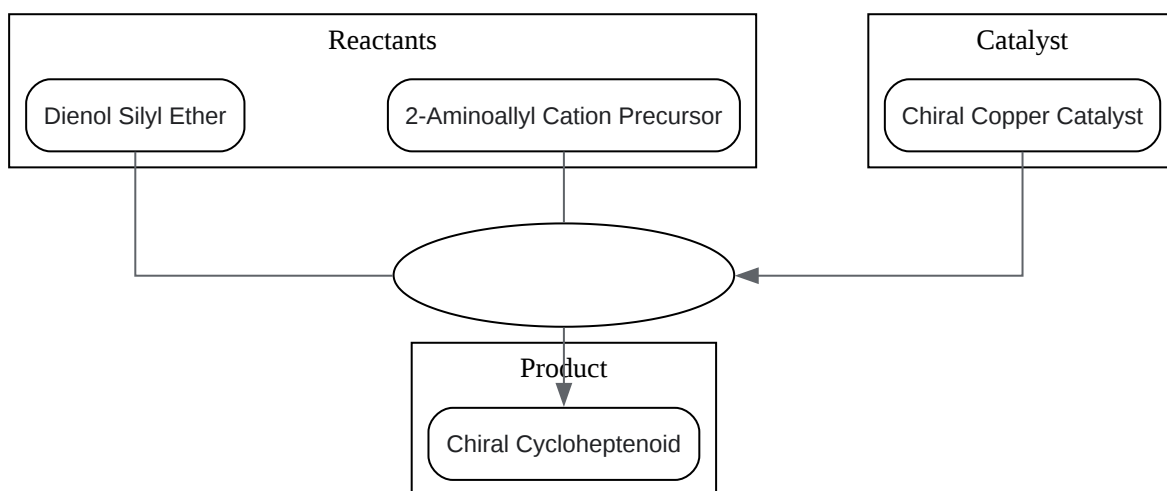 Reactants
Catalyst
Dienol Silyl Ether
2-Aminoallyl Cation Precursor
Chiral Copper Catalyst
Product
Chiral Cycloheptenoid